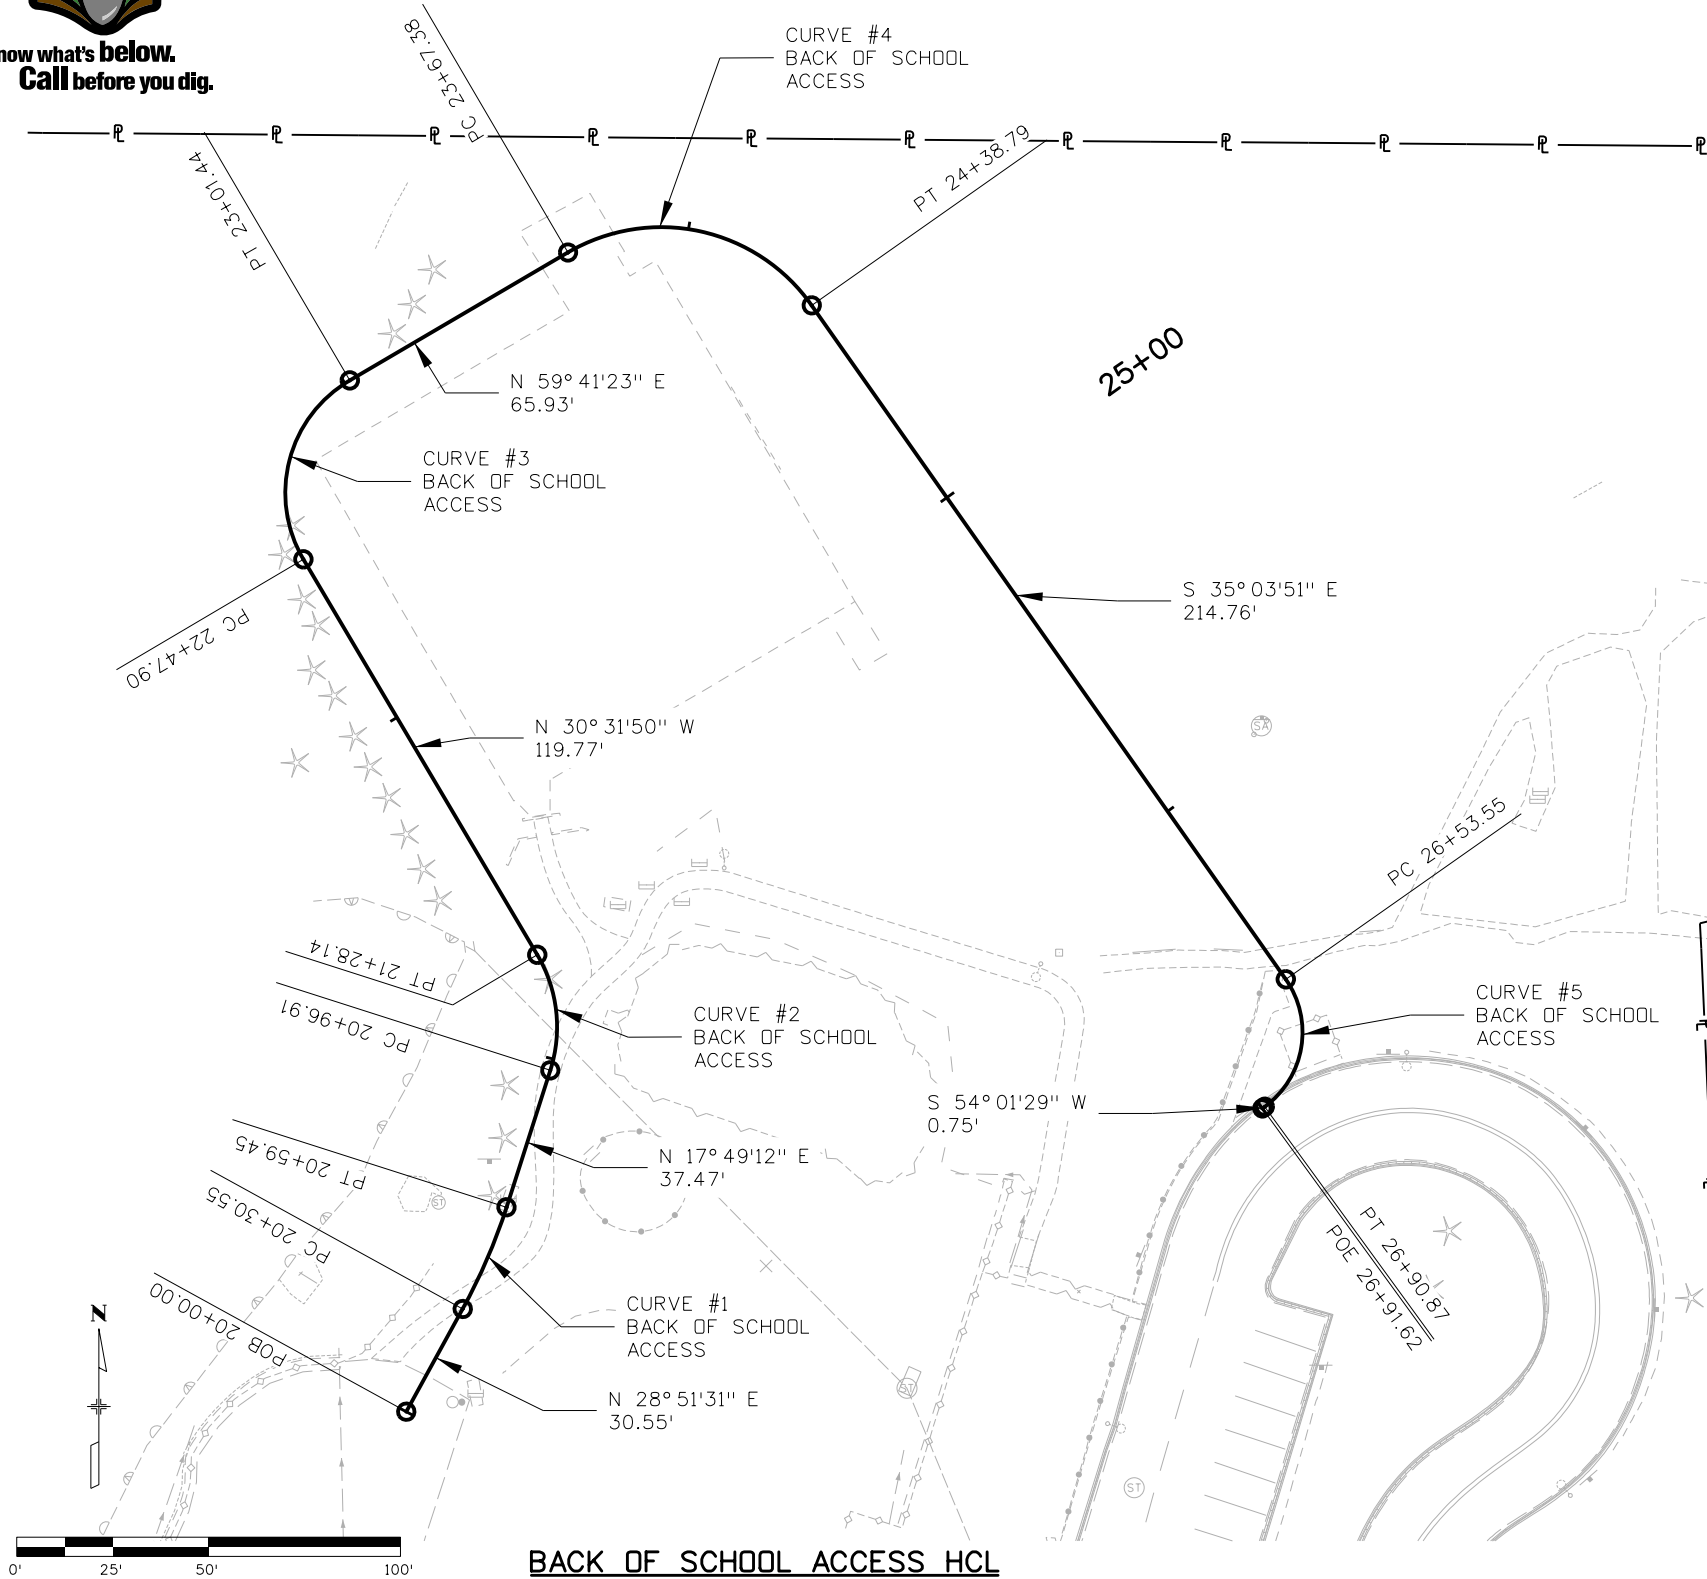 now what's below.
Call before you dig.
PC 23+67.38
CURVE #4
BACK OF SCHOOL
ACCESS
PT 23+01.44
PT 24+38.79
25+00
N 59°41'23" E
65.93'
CURVE #3
BACK OF SCHOOL
ACCESS
PC 22+47.90
S 35°03'51" E
214.76'
N 30°31'50" W
119.77'
SA
PC 26+53.55
PT 21+28.14
PC 20+96.91
CURVE #2
BACK OF SCHOOL
ACCESS
CURVE #5
BACK OF SCHOOL
ACCESS
S 54°01'29" W
0.75'
PT 20+59.45
N 17°49'12" E
37.47'
ST
PC 20+30.55
PT 26+90.87
POE 26+91.62
POB 20+00.00
CURVE #1
BACK OF SCHOOL
ACCESS
N
N 28°51'31" E
30.55'
ST
ST
0' 25' 50' 100'
BACK OF SCHOOL ACCESS HCL